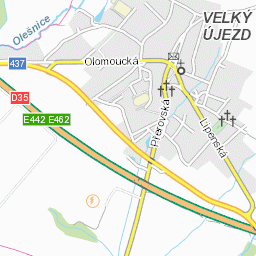 Olešnice
VELKÝ
ÚJEZD
437
Olomoucká
D35
E442 E462
Přerovská
Lipenská